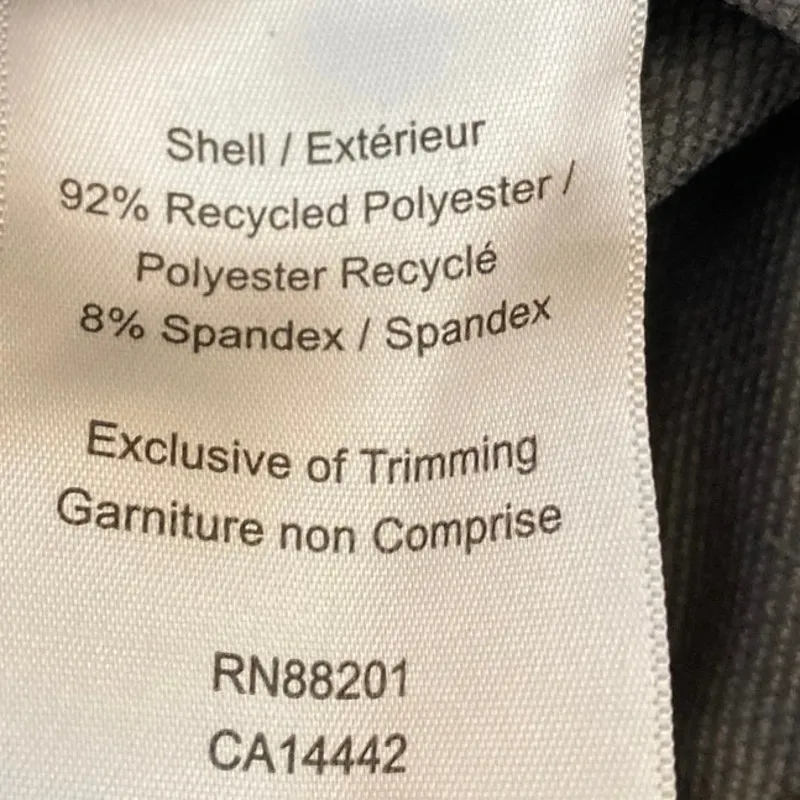 Shell / Extérieur
92% Recycled Polyester /
Polyester Recyclé
8% Spandex / Spandex
Exclusive of Trimming
Garniture non Comprise
RN88201
CA14442